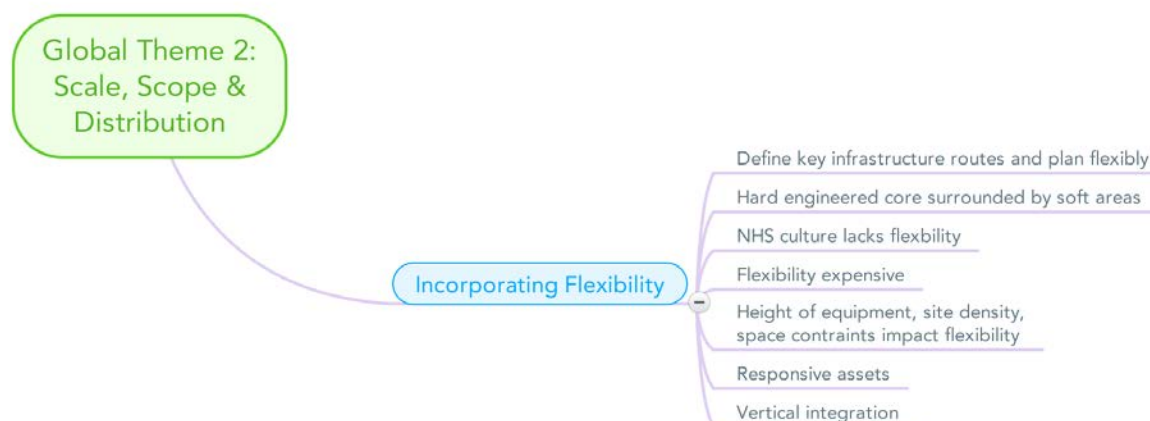 Global Theme 2:
Scale, Scope &
Distribution
Incorporating Flexibility
Define key infrastructure routes and plan flexibly
Hard engineered core surrounded by soft areas
NHS culture lacks flexbility
Flexibility expensive
Height of equipment, site density,
space contraints impact flexibility
Responsive assets
Vertical integration